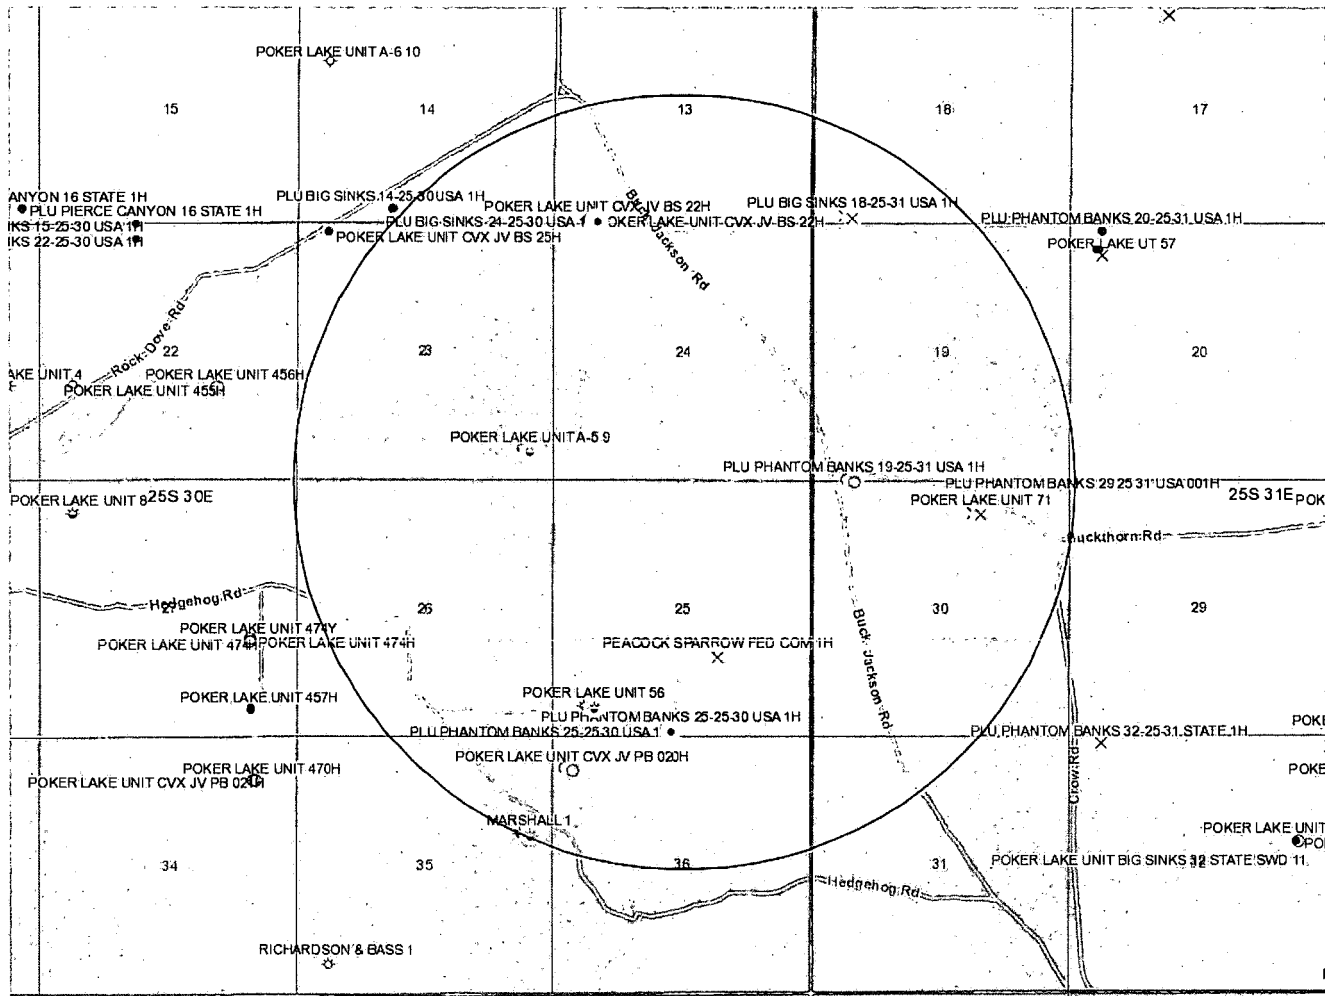 POKER LAKE UNIT A-6 10
15
14
13
18
17
ANYON 16 STATE 1H
PLU PIERCE CANYON 16 STATE 1H
KS 15-25-30 USA 1H
KS 22-25-30 USA 1H
PLU BIG SINKS 14-25-30 USA 1H
POKER LAKE UNIT CVX JV BS 22H
PLU BIG SINKS 18-25-31 USA 1H
PLU BIG SINKS 24-25-30 USA 1
OKER LAKE UNIT CVX JV BS 22H
PLU PHANTOM BANKS 20-25-31 USA 1H
POKER LAKE UNIT CVX JV BS 25H
POKER LAKE UT 57
Buck Jackson Rd
Rock Dove Rd
22
23
24
19
20
AKE UNIT 4
POKER LAKE UNIT 456H
POKER LAKE UNIT 455H
POKER LAKE UNIT A-5 9
PLU PHANTOM BANKS 19-25-31 USA 1H
PLU PHANTOM BANKS 29 25 31 USA 001H
POKER LAKE UNIT 8
25S 30E
POKER LAKE UNIT 71
25S 31E
POK
Buckthorn Rd
Hedgehog Rd
27
26
25
30
29
POKER LAKE UNIT 474Y
POKER LAKE UNIT 474H
POKER LAKE UNIT 474H
PEACOCK SPARROW FED COM 1H
Buck Jackson Rd
POKER LAKE UNIT 457H
POKER LAKE UNIT 56
PLU PHANTOM BANKS 25-25-30 USA 1H
PLU PHANTOM BANKS 25-25-30 USA 1
PLU PHANTOM BANKS 32-25-31 STATE 1H
POKE
POKER LAKE UNIT CVX JV PB 020H
POKER LAKE UNIT 470H
POKER LAKE UNIT CVX JV PB 021H
POKE
Crow Rd
MARSHALL 1
POKER LAKE UNIT
PO
34
35
36
31
32
POKER LAKE UNIT BIG SINKS 32 STATE SWD 11
Hedgehog Rd
RICHARDSON & BASS 1